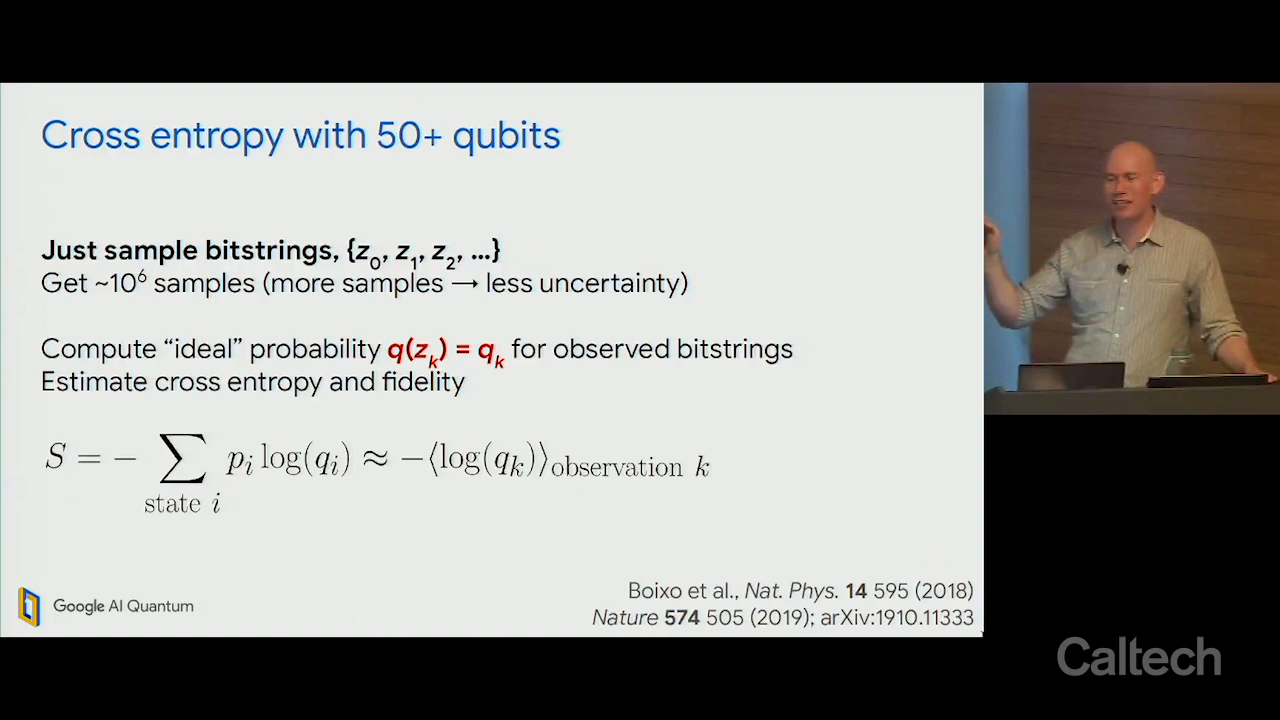 Cross entropy with 50+ qubits
Just sample bitstrings, {z₀, z₁, z₂, ...}
Get ~10⁶ samples (more samples → less uncertainty)
Compute “ideal” probability q(zₖ) = qₖ for observed bitstrings
Estimate cross entropy and fidelity
S = − ∑ pᵢ log(qᵢ) ≈ −⟨log(qₖ)⟩observation k
state i
Boixo et al., Nat. Phys. 14 595 (2018)
Google AI Quantum
Nature 574 505 (2019); arXiv:1910.11333
Caltech